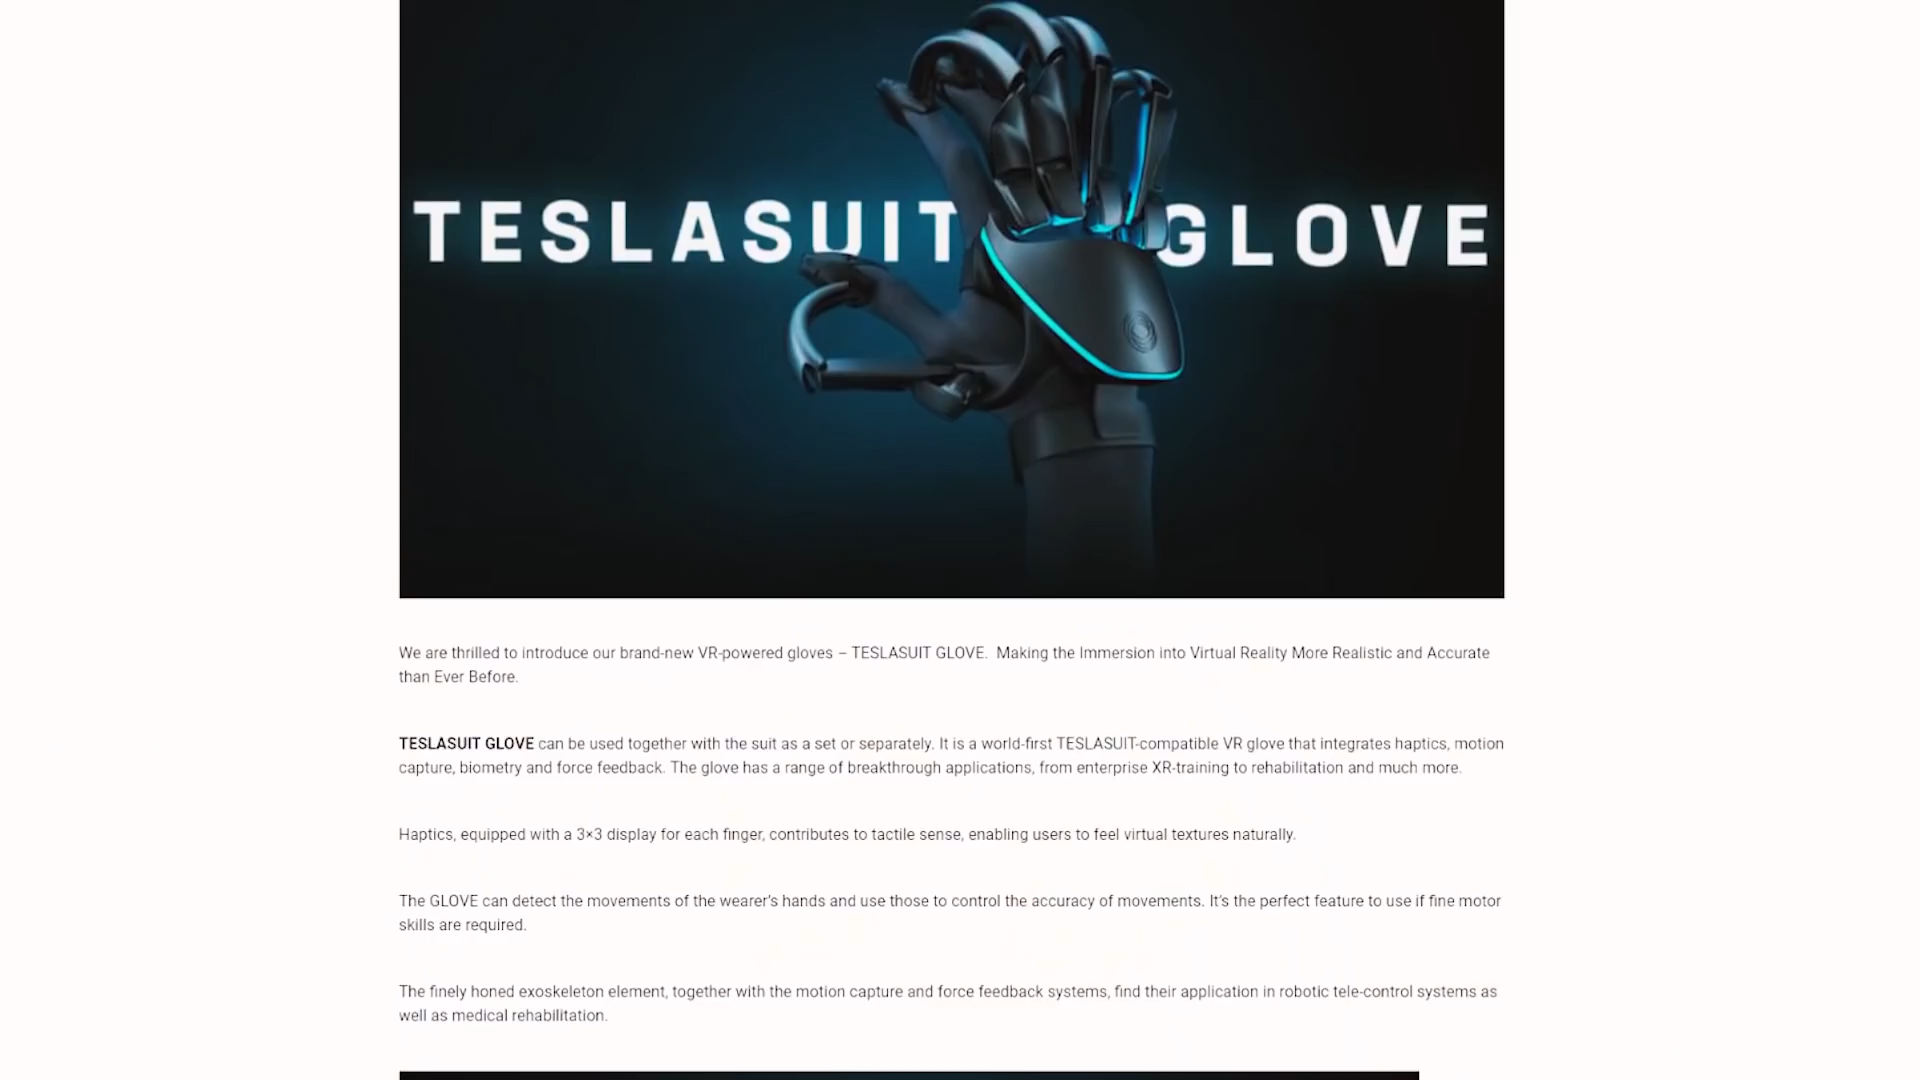 TESLASUIT GLOVE
We are thrilled to introduce our brand-new VR-powered gloves – TESLASUIT GLOVE.  Making the Immersion into Virtual Reality More Realistic and Accurate
than Ever Before.
TESLASUIT GLOVE can be used together with the suit as a set or separately. It is a world-first TESLASUIT-compatible VR glove that integrates haptics, motion
capture, biometry and force feedback. The glove has a range of breakthrough applications, from enterprise XR-training to rehabilitation and much more.
Haptics, equipped with a 3×3 display for each finger, contributes to tactile sense, enabling users to feel virtual textures naturally.
The GLOVE can detect the movements of the wearer's hands and use those to control the accuracy of movements. It's the perfect feature to use if fine motor
skills are required.
The finely honed exoskeleton element, together with the motion capture and force feedback systems, find their application in robotic tele-control systems as
well as medical rehabilitation.